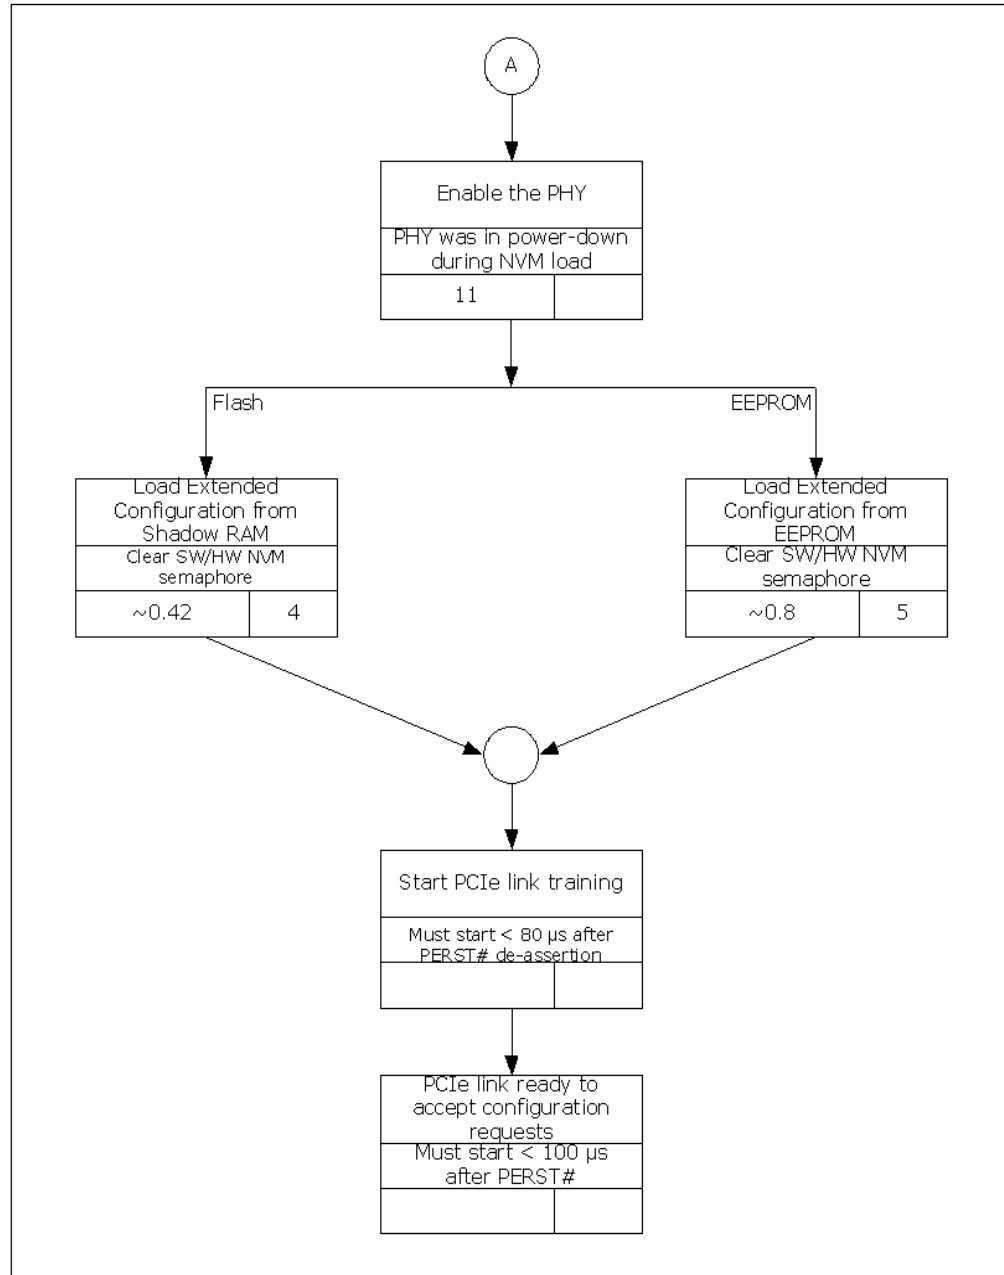 A
Enable the PHY
PHY was in power-down
during NVM load
11
Flash
EEPROM
Load Extended
Configuration from
Shadow RAM
Clear SW/HW NVM
semaphore
~0.42
4
Load Extended
Configuration from
EEPROM
Clear SW/HW NVM
semaphore
~0.8
5
Start PCIe link training
Must start < 80 µs after
PERST# de-assertion
PCIe link ready to
accept configuration
requests
Must start < 100 µs
after PERST#